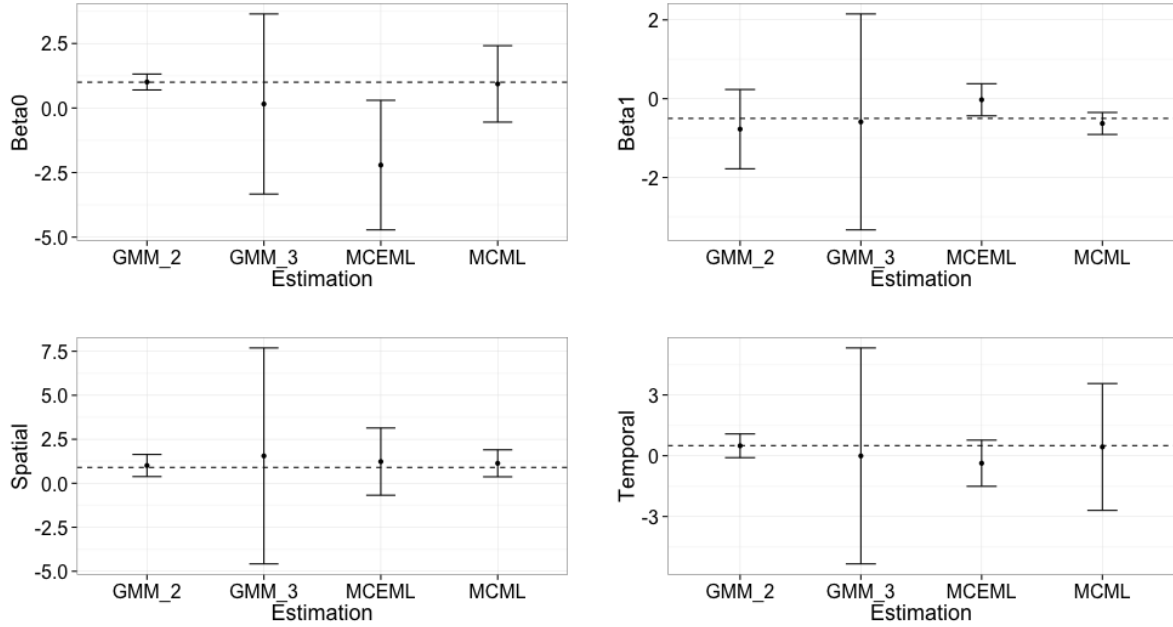 Beta0
2.5
0.0
-2.5
-5.0
GMM_2 GMM_3 MCEML MCML
Estimation
Beta1
2
0
-2
GMM_2 GMM_3 MCEML MCML
Estimation
Spatial
7.5
5.0
2.5
0.0
-2.5
-5.0
GMM_2 GMM_3 MCEML MCML
Estimation
Temporal
3
0
-3
GMM_2 GMM_3 MCEML MCML
Estimation